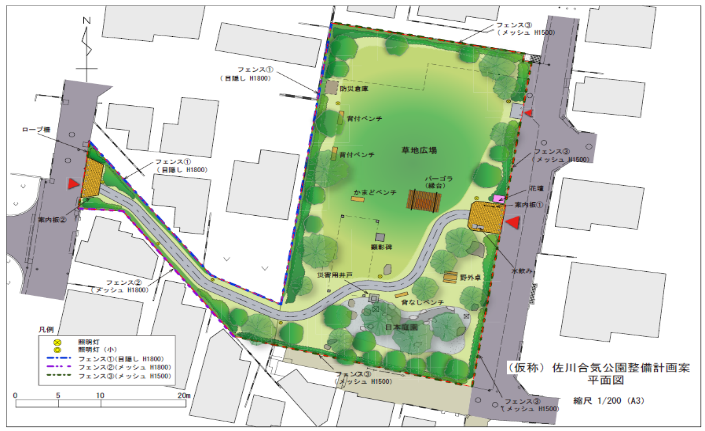 フェンス③
(メッシュ H1500)
N
フェンス①
(目隠し H1800)
防災倉庫
背付ベンチ
ロープ柵
フェンス①
(目隠し H1800)
草地広場
背付ベンチ
フェンス③
(メッシュ H1500)
パーゴラ
(縁台)
かまどベンチ
花壇
案内板①
案内板②
顕彰碑
水飲み
災害用井戸
フェンス②
(メッシュ H1800)
野外卓
背なしベンチ
日本庭園
凡例
照明灯
照明灯(小)
フェンス①(目隠し H1800)
フェンス②(メッシュ H1800)
フェンス③(メッシュ H1500)
フェンス③
(メッシュ H1500)
(仮称)佐川合気公園整備計画案
平面図
フェンス③
(メッシュ H1500)
縮尺 1/200 (A3)
0 10 20m